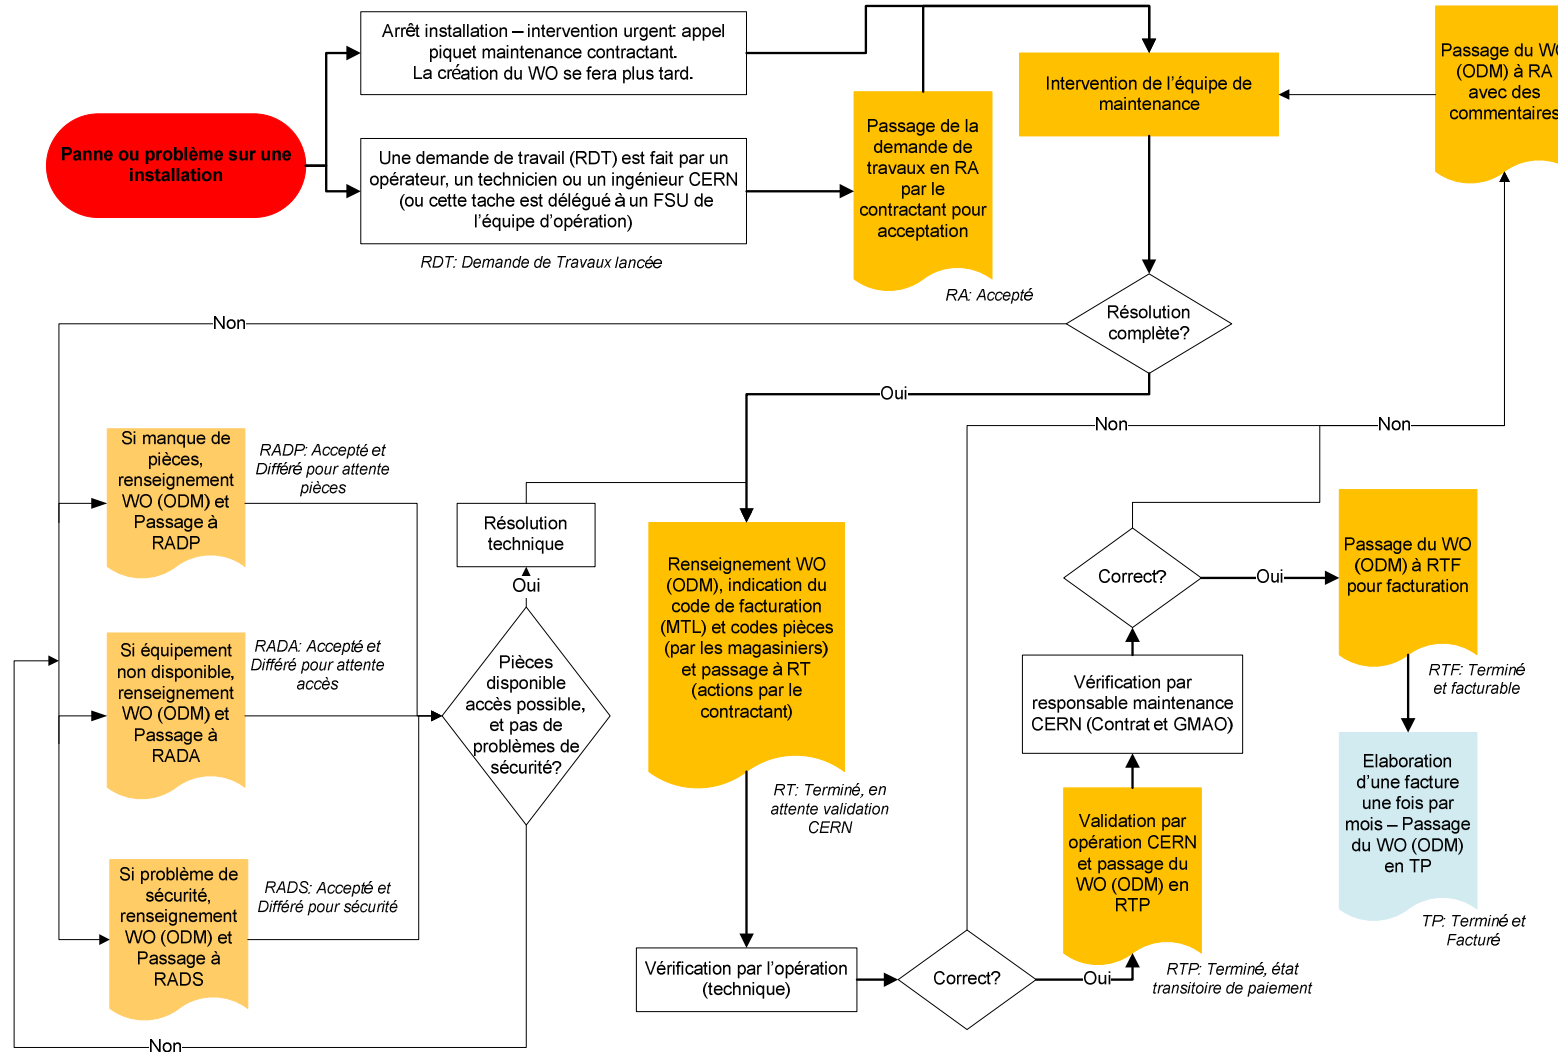 Arrêt installation – intervention urgent: appel
piquet maintenance contractant.
La création du WO se fera plus tard.
Panne ou problème sur une
installation
Une demande de travail (RDT) est fait par un
opérateur, un technicien ou un ingénieur CERN
(ou cette tache est délégué à un FSU de
l'équipe d'opération)
RDT: Demande de Travaux lancée
Passage de la
demande de
travaux en RA
par le
contractant pour
acceptation
RA: Accepté
Intervention de l'équipe de
maintenance
Passage du WO
(ODM) à RA
avec des
commentaires
Résolution
complète?
Non
Oui
Si manque de
pièces,
renseignement
WO (ODM) et
Passage à
RADP
RADP: Accepté et
Différé pour attente
pièces
Si équipement
non disponible,
renseignement
WO (ODM) et
Passage à
RADA
RADA: Accepté et
Différé pour attente
accès
Si problème de
sécurité,
renseignement
WO (ODM) et
Passage à
RADS
RADS: Accepté et
Différé pour sécurité
Résolution
technique
Oui
Pièces
disponible
accès possible,
et pas de
problèmes de
sécurité?
Non
Renseignement WO
(ODM), indication du
code de facturation
(MTL) et codes pièces
(par les magasiniers)
et passage à RT
(actions par le
contractant)
RT: Terminé, en
attente validation
CERN
Vérification par l'opération
(technique)
Correct?
Non
Oui
Validation par
opération CERN
et passage du
WO (ODM) en
RTP
RTP: Terminé, état
transitoire de paiement
Vérification par
responsable maintenance
CERN (Contrat et GMAO)
Correct?
Non
Oui
Passage du WO
(ODM) à RTF
pour facturation
RTF: Terminé
et facturable
Elaboration
d'une facture
une fois par
mois – Passage
du WO (ODM)
en TP
TP: Terminé et
Facturé